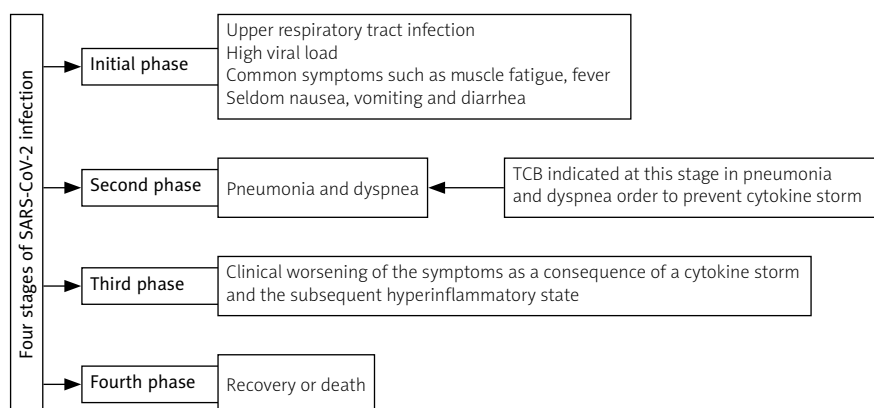 Four stages of SARS-CoV-2 infection
Initial phase
Upper respiratory tract infection
High viral load
Common symptoms such as muscle fatigue, fever
Seldom nausea, vomiting and diarrhea
Second phase
Pneumonia and dyspnea
TCB indicated at this stage in pneumonia
and dyspnea order to prevent cytokine storm
Third phase
Clinical worsening of the symptoms as a consequence of a cytokine storm
and the subsequent hyperinflammatory state
Fourth phase
Recovery or death